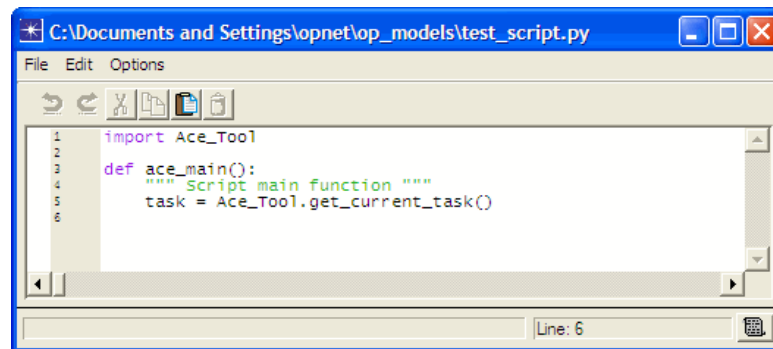 C:\Documents and Settings\opnet\op_models\test_script.py
File Edit Options
1 import Ace_Tool
2
3 def ace_main():
4 """ Script main function """
5 task = Ace_Tool.get_current_task()
6
Line: 6